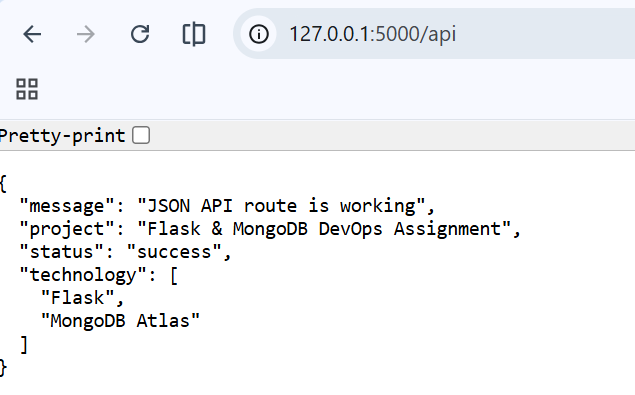 127.0.0.1:5000/api
Pretty-print
{
  "message": "JSON API route is working",
  "project": "Flask & MongoDB DevOps Assignment",
  "status": "success",
  "technology": [
    "Flask",
    "MongoDB Atlas"
  ]
}